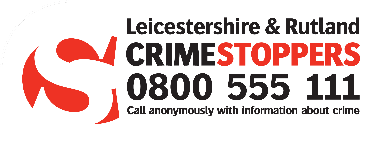 Leicestershire & Rutland
CRIMESTOPPERS
0800 555 111
Call anonymously with information about crime